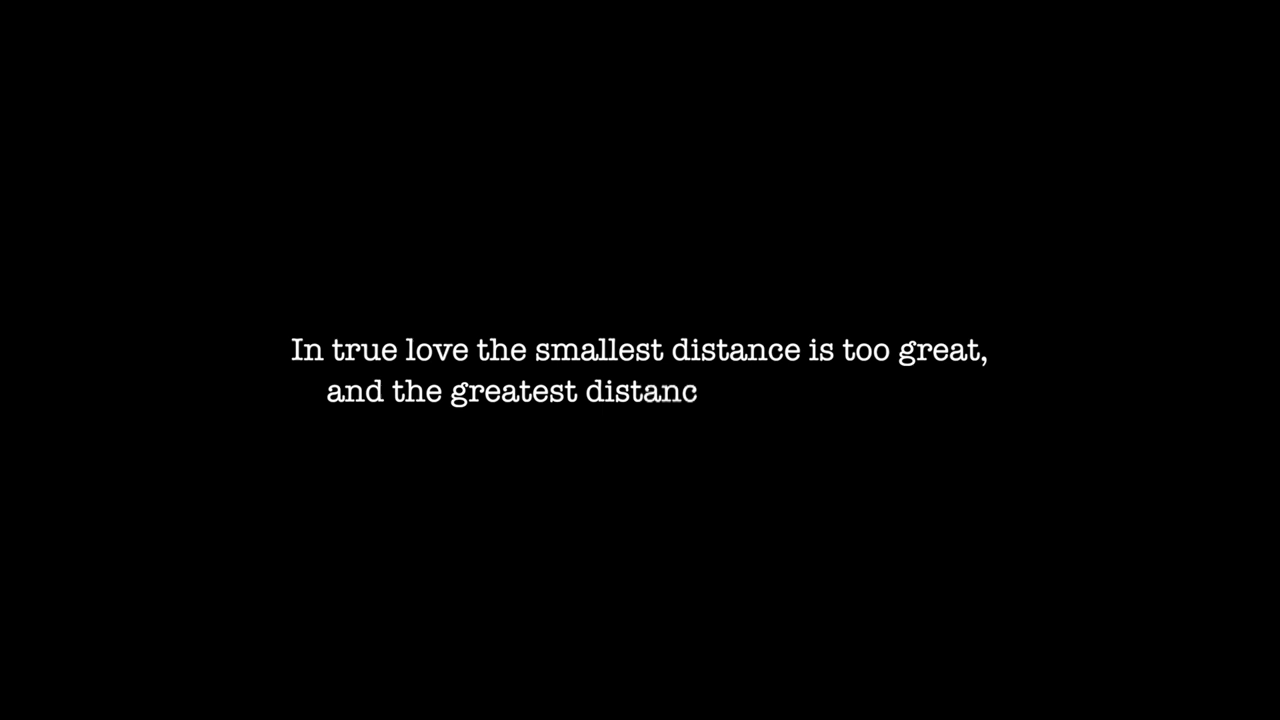 In true love the smallest distance is too great,
and the greatest distanc